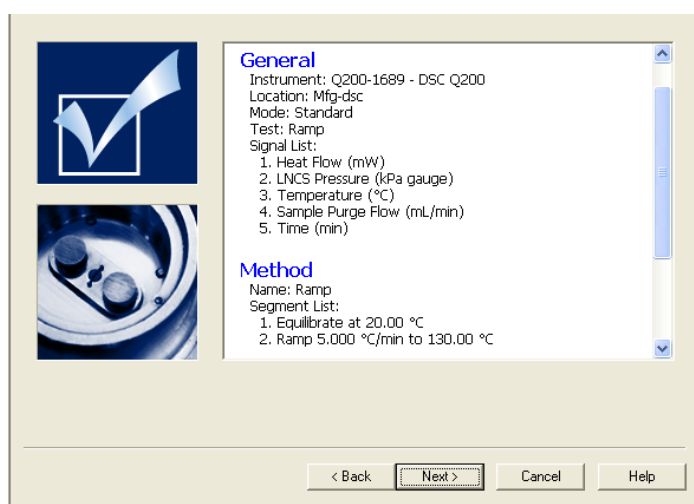 General
Instrument: Q200-1689 - DSC Q200
Location: Mfg-dsc
Mode: Standard
Test: Ramp
Signal List:
1. Heat Flow (mW)
2. LNCS Pressure (kPa gauge)
3. Temperature (°C)
4. Sample Purge Flow (mL/min)
5. Time (min)
Method
Name: Ramp
Segment List:
1. Equilibrate at 20.00 °C
2. Ramp 5.000 °C/min to 130.00 °C
< Back Next > Cancel Help